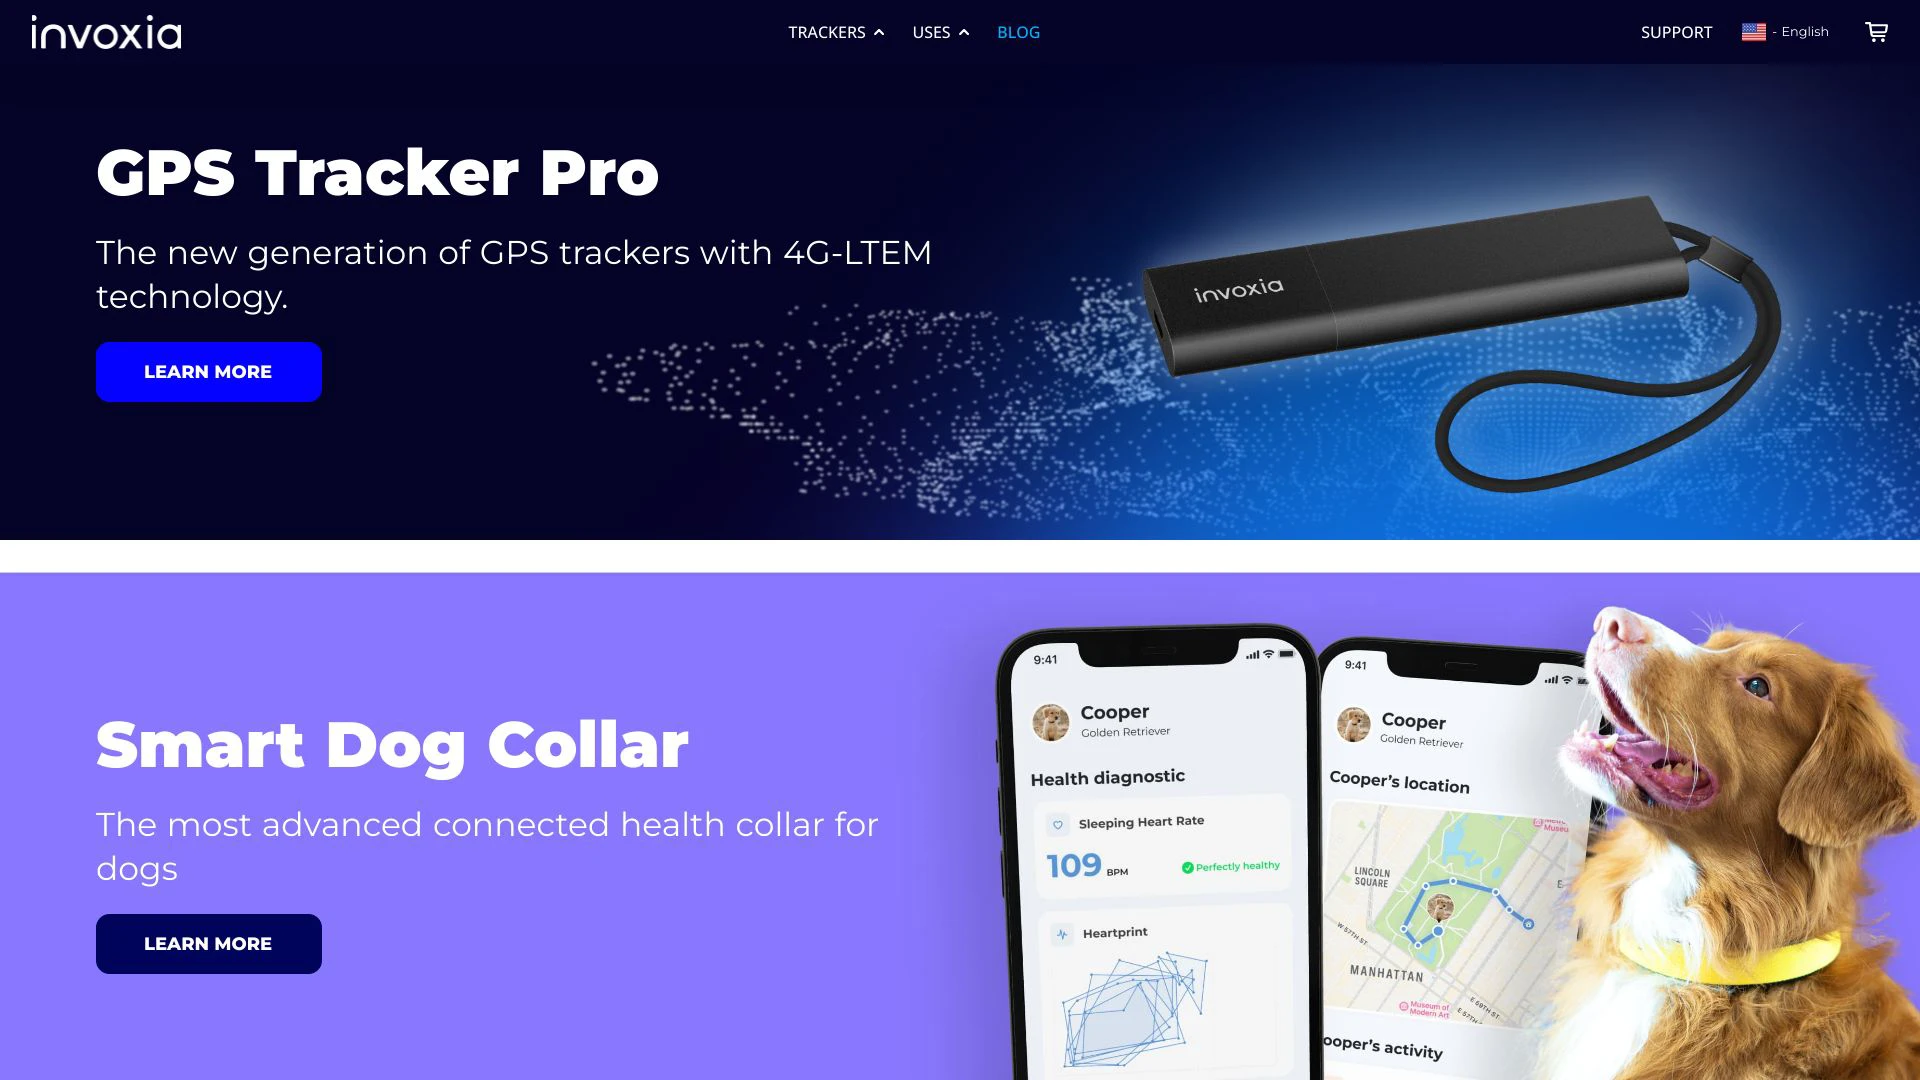 invoxia
TRACKERS
USES
BLOG
SUPPORT
- English
GPS Tracker Pro
The new generation of GPS trackers with 4G-LTEM
technology.
LEARN MORE
invoxia
Smart Dog Collar
The most advanced connected health collar for
dogs
LEARN MORE
9:41
Cooper
Golden Retriever
Health diagnostic
Sleeping Heart Rate
109 BPM
Perfectly healthy
Heartprint
9:41
Cooper
Golden Retriever
Cooper's location
LINCOLN
SQUARE
W 57TH ST
MANHATTAN
Museum of
Modern Art
E 59TH ST
E 57TH
ooper's activity